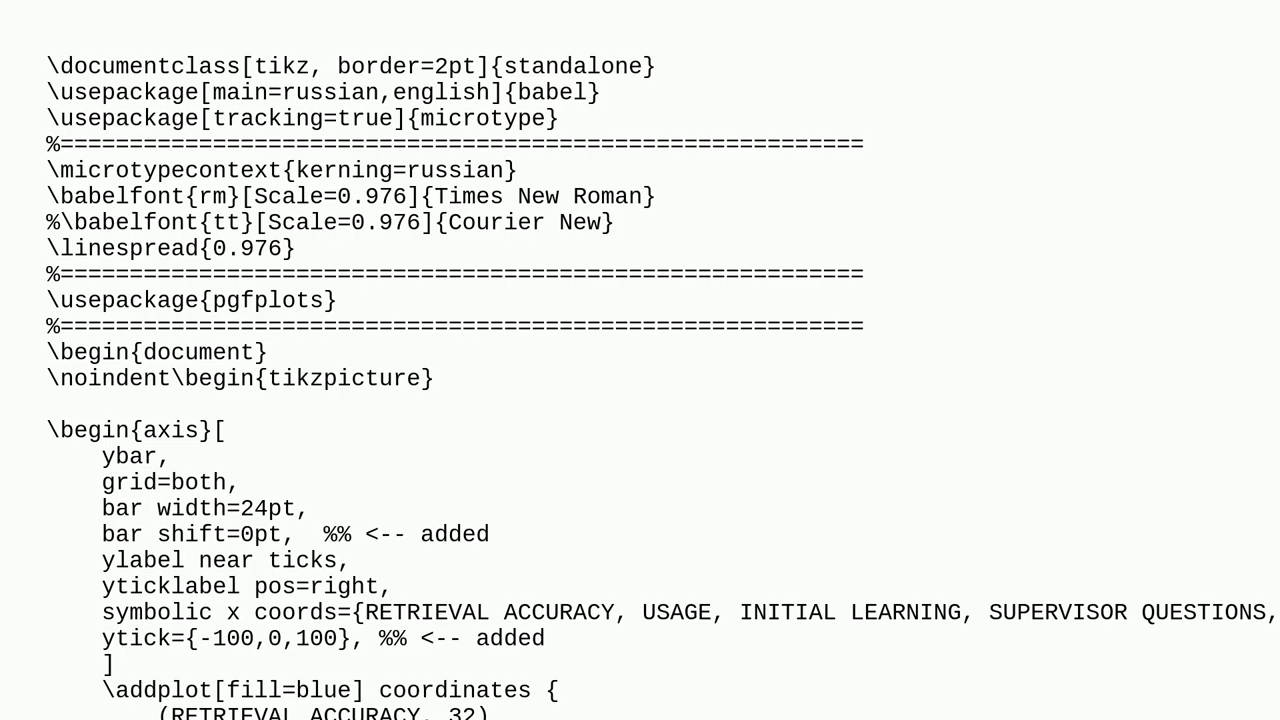 \documentclass[tikz, border=2pt]{standalone}
\usepackage[main=russian,english]{babel}
\usepackage[tracking=true]{microtype}
%==========================================================
\microtypecontext{kerning=russian}
\babelfont{rm}[Scale=0.976]{Times New Roman}
%\babelfont{tt}[Scale=0.976]{Courier New}
\linespread{0.976}
%==========================================================
\usepackage{pgfplots}
%==========================================================
\begin{document}
\noindent\begin{tikzpicture}

\begin{axis}[
    ybar,
    grid=both,
    bar width=24pt,
    bar shift=0pt,  %% <-- added
    ylabel near ticks,
    yticklabel pos=right,
    symbolic x coords={RETRIEVAL ACCURACY, USAGE, INITIAL LEARNING, SUPERVISOR QUESTIONS,
    ytick={-100,0,100}, %% <-- added
    ]
    \addplot[fill=blue] coordinates {
        (RETRIEVAL ACCURACY, 32)